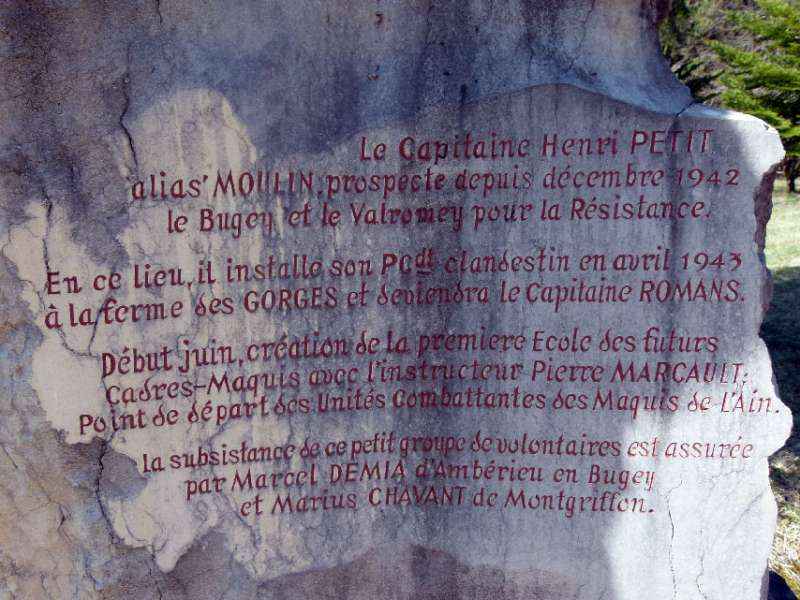 Le Capitaine Henri PETIT
alias MOULIN, prospecte depuis décembre 1942
le Bugey et le Valromey pour la Résistance.
En ce lieu, il installe son PCdt clandestin en avril 1943
à la ferme des GORGES et deviendra le Capitaine ROMANS.
Début juin, création de la premiere Ecole des futurs
Cadres-Maquis avec l'instructeur Pierre MARCAULT;
Point de départ des Unités Combattantes des Maquis de L'Ain.
La subsistance de ce petit groupe de volontaires est assurée
par Marcel DEMIA d'Ambérieu en Bugey
et Marius CHAVANT de Montgriffon.